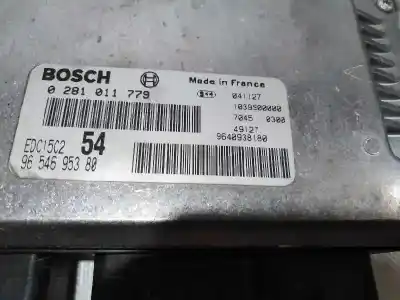 BOSCH
Made in France
0 281 011 779
041127
1039S00000
7045 0300
49127
9640938180
EDC15C2 54
96 546 953 80